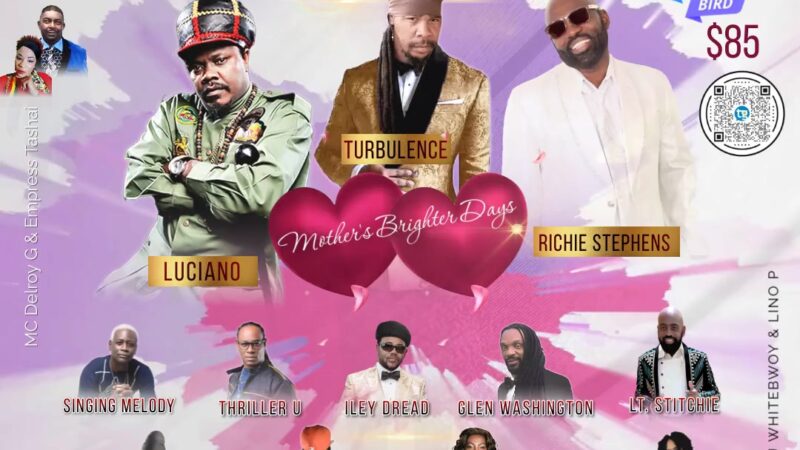 BIRD
$85
MC Delroy G & Empress Tashai
TURBULENCE
Mother's Brighter Days
LUCIANO
RICHIE STEPHENS
SINGING MELODY
THRILLER U
ILEY DREAD
GLEN WASHINGTON
LT. STITCHIE
WHITEBWOY & LINO P